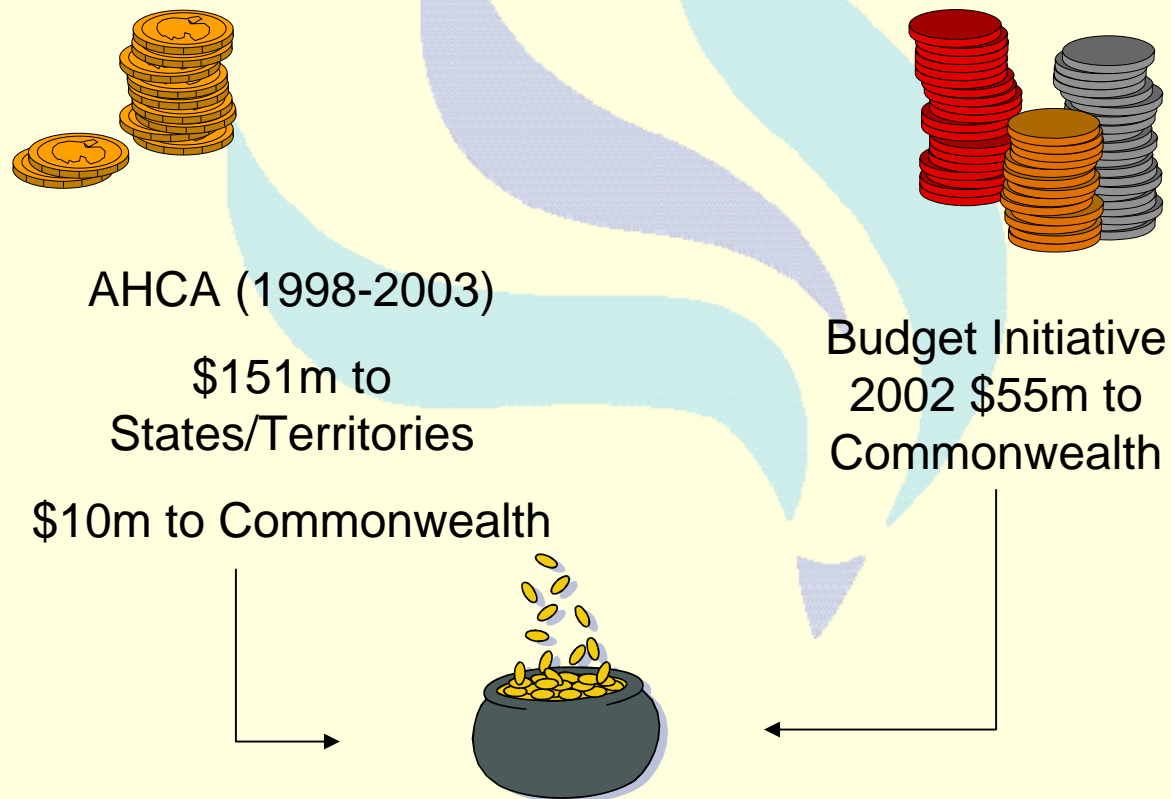 AHCA (1998-2003)
$151m to
States/Territories
$10m to Commonwealth
Budget Initiative
2002 $55m to
Commonwealth